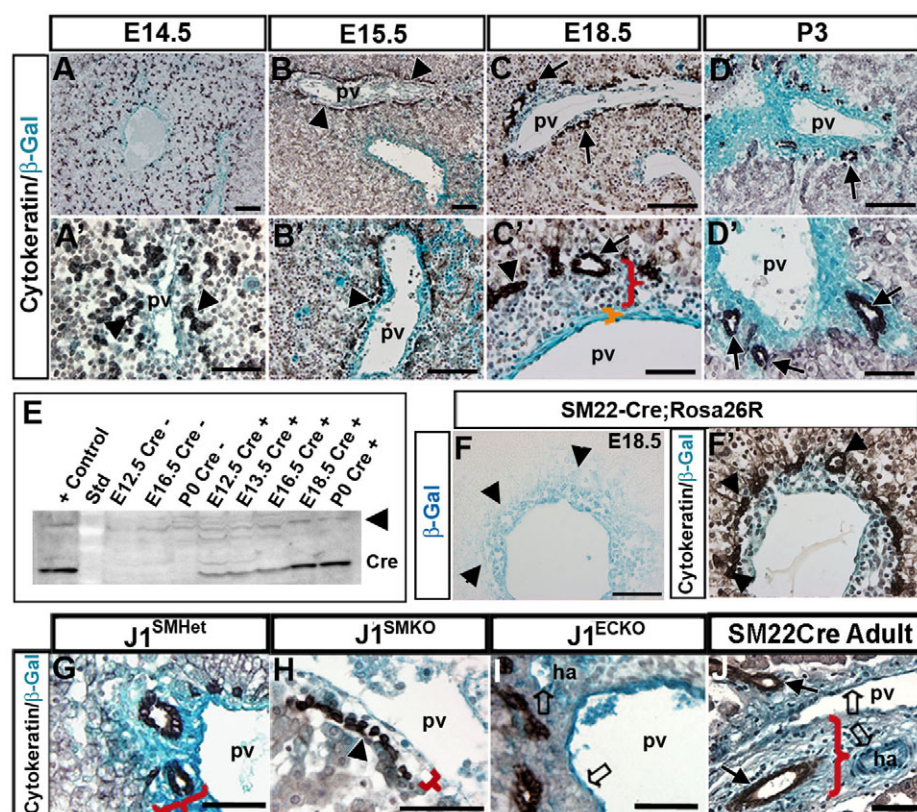 E14.5 E15.5 E18.5 P3
Cytokeratin/β-Gal
A pv
B pv
C pv
D pv
A' pv
B' pv
C' pv
D' pv
E
+ Control Std E12.5 Cre - E16.5 Cre - P0 Cre - E12.5 Cre + E13.5 Cre + E16.5 Cre + E18.5 Cre + P0 Cre +
Cre
SM22-Cre;Rosa26R
β-Gal
F E18.5
Cytokeratin/β-Gal
F'
J1SMHet J1SMKO J1ECKO SM22Cre Adult
Cytokeratin/β-Gal
G pv
H pv
I ha pv
J pv ha